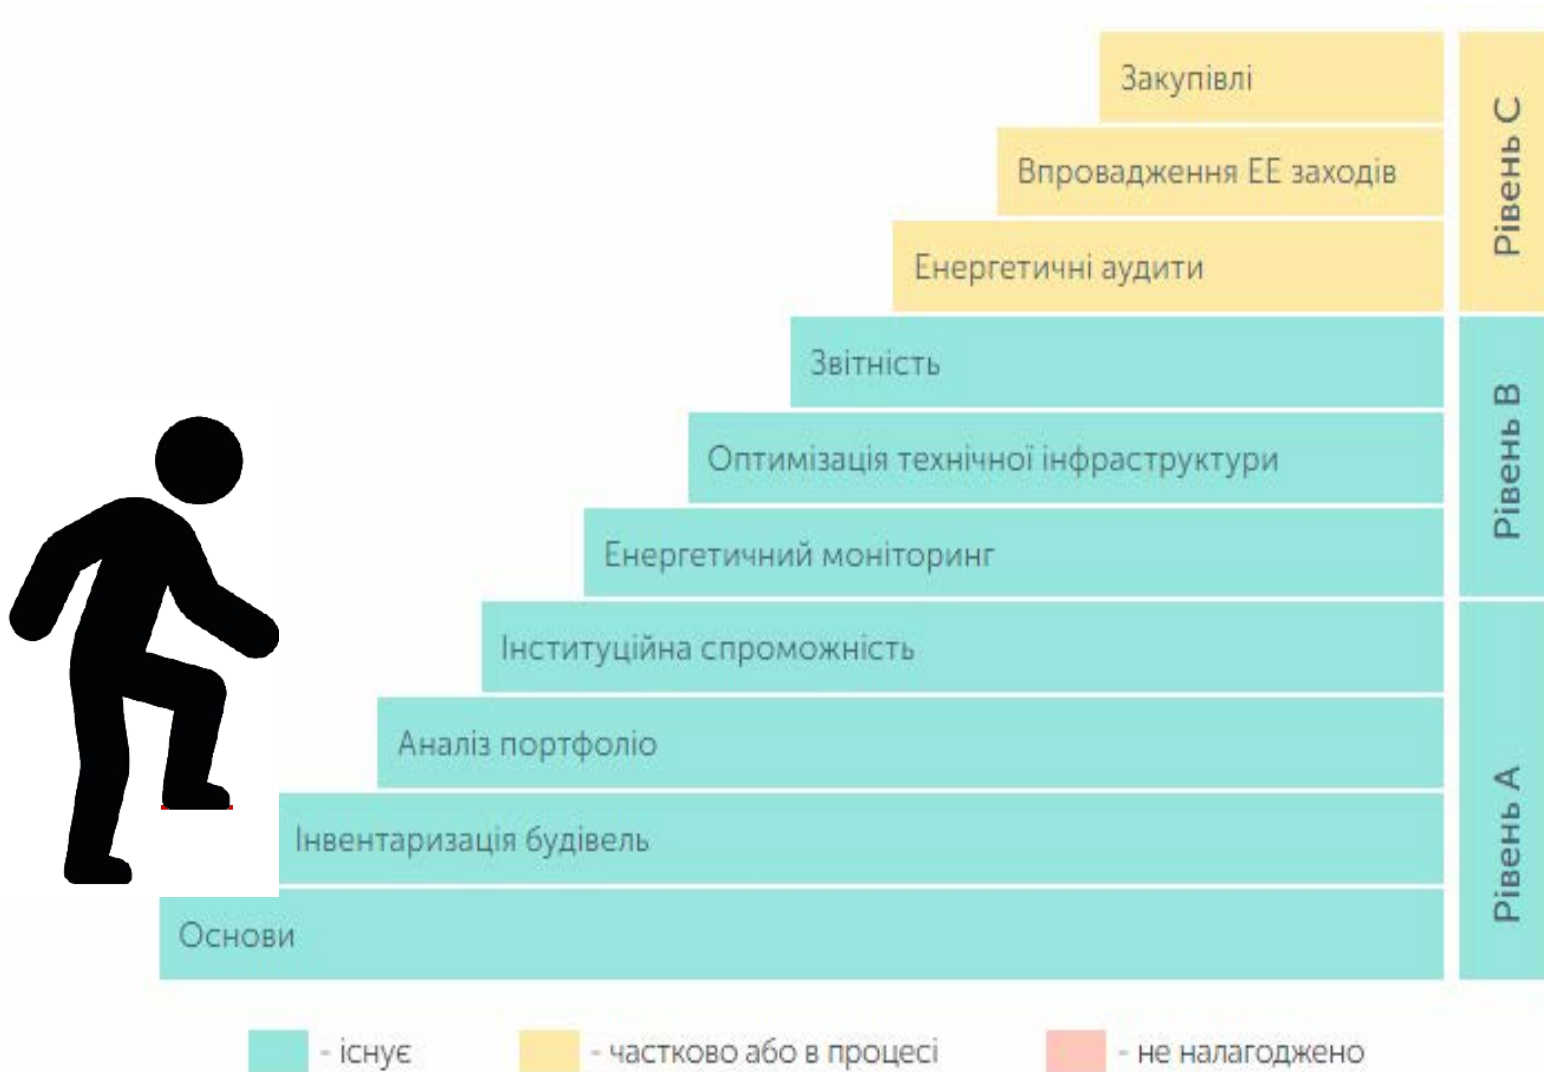 Закупівлі
Впровадження ЕЕ заходів
Енергетичні аудити
Рівень С
Звітність
Оптимізація технічної інфраструктури
Енергетичний моніторинг
Рівень В
Інституційна спроможність
Аналіз портфоліо
Інвентаризація будівель
Основи
Рівень А
- існує
- частково або в процесі
- не налагоджено